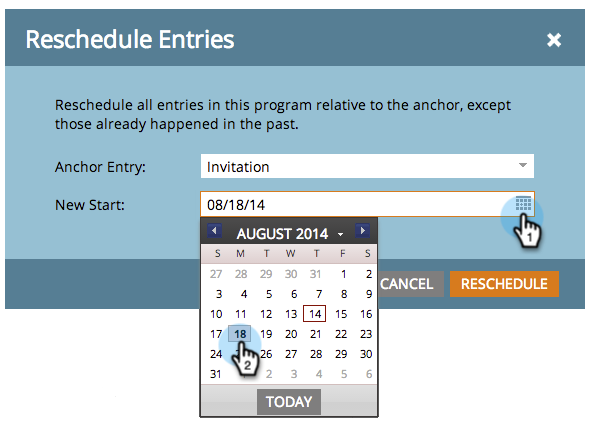 Reschedule Entries
Reschedule all entries in this program relative to the anchor, except
those already happened in the past.
Anchor Entry: Invitation
New Start: 08/18/14
1
AUGUST 2014
S M T W T F S
27 28 29 30 31 1 2
3 4 5 6 7 8 9
10 11 12 13 14 15 16
17 18 19 20 21 22 23
24 26 27 28 29 30
2
31 2 3 4 5 6
TODAY
CANCEL RESCHEDULE